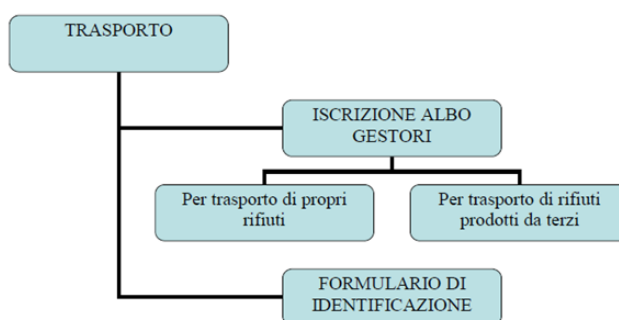 TRASPORTO
ISCRIZIONE ALBO
GESTORI
Per trasporto di propri
rifiuti
Per trasporto di rifiuti
prodotti da terzi
FORMULARIO DI
IDENTIFICAZIONE